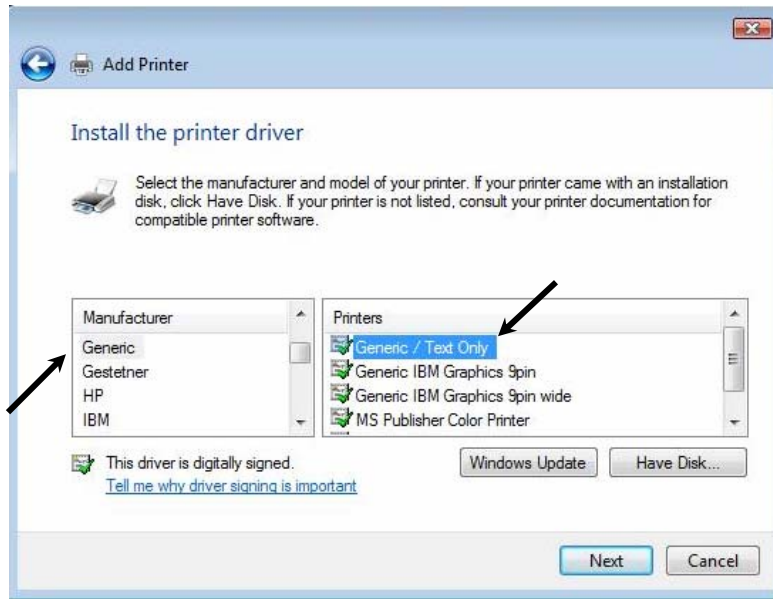 Add Printer
Install the printer driver
Select the manufacturer and model of your printer. If your printer came with an installation
disk, click Have Disk. If your printer is not listed, consult your printer documentation for
compatible printer software.
Manufacturer
Generic
Gestetner
HP
IBM
Printers
Generic / Text Only
Generic IBM Graphics 9pin
Generic IBM Graphics 9pin wide
MS Publisher Color Printer
This driver is digitally signed.
Tell me why driver signing is important
Windows Update
Have Disk...
Next
Cancel